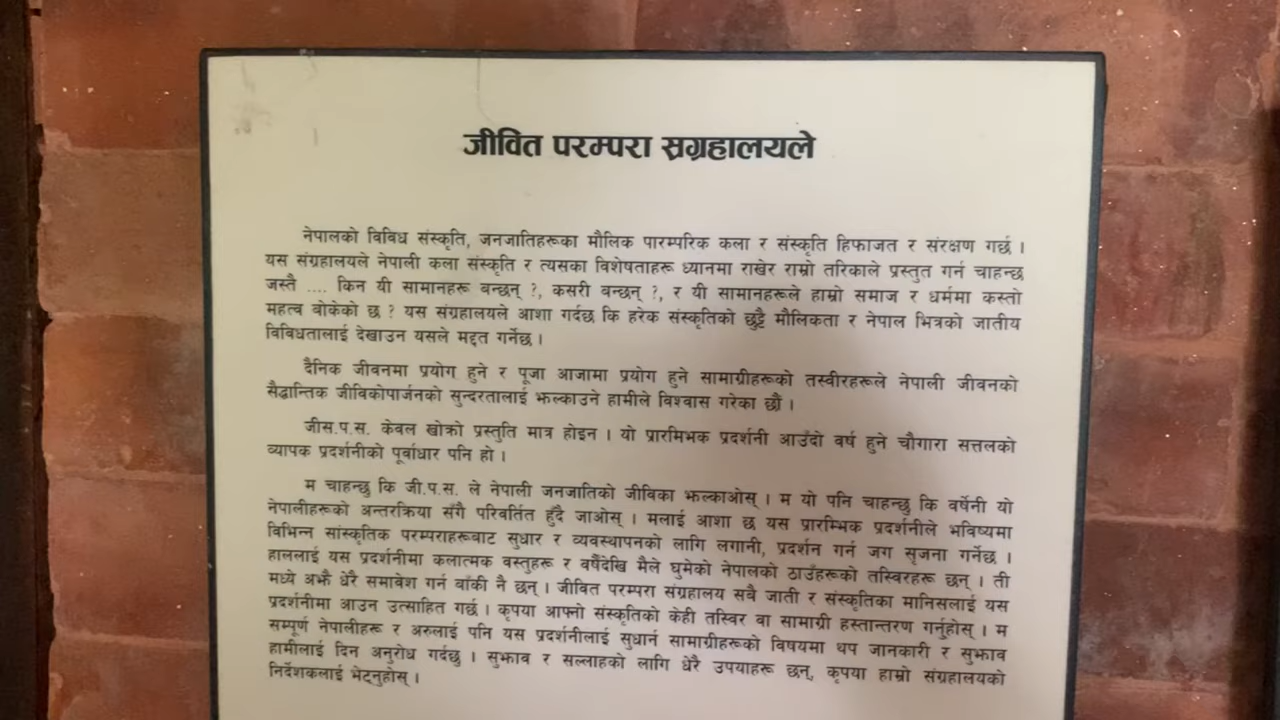 जीवित परम्परा स्रग्रहालयले
नेपालको विविध संस्कृति, जनजातिहरूका मौलिक पारम्परिक कला र संस्कृति हिफाजत र संरक्षण गर्छ ।
यस संग्रहालयले नेपाली कला संस्कृति र त्यसका विशेषताहरू ध्यानमा राखेर राम्रो तरिकाले प्रस्तुत गर्न चाहन्छ
जस्तै .... किन यी सामानहरू बन्छन् ?, कसरी बन्छन् ?, र यी सामानहरूले हाम्रो समाज र धर्ममा कस्तो
महत्व बोकेको छ ? यस संग्रहालयले आशा गर्दछ कि हरेक संस्कृतिको छुट्टै मौलिकता र नेपाल भित्रको जातीय
विविधतालाई देखाउन यसले मद्दत गर्नेछ ।
दैनिक जीवनमा प्रयोग हुने र पूजा आजामा प्रयोग हुने सामाग्रीहरूको तस्वीरहरूले नेपाली जीवनको
सैद्धान्तिक जीविकोपार्जनको सुन्दरतालाई झल्काउने हामीले विश्वास गरेका छौं ।
जीस.प.स. केवल खोक्रो प्रस्तुति मात्र होइन । यो प्रारमिभक प्रदर्शनी आउँदो वर्ष हुने चौगारा सत्तलको
व्यापक प्रदर्शनीको पूर्वाधार पनि हो ।
म चाहन्छु कि जी.प.स. ले नेपाली जनजातिको जीविका झल्काओस् । म यो पनि चाहन्छु कि वर्षेनी यो
नेपालीहरूको अन्तरक्रिया संगै परिवर्तित हुँदै जाओस् । मलाई आशा छ यस प्रारम्भिक प्रदर्शनीले भविष्यमा
विभिन्न सांस्कृतिक परम्पराहरूबाट सुधार र व्यवस्थापनको लागि लगानी, प्रदर्शन गर्न जग सृजना गर्नेछ ।
हाललाई यस प्रदर्शनीमा कलात्मक वस्तुहरू र वर्षौंदेखि मैले घुमेको नेपालको ठाउँहरूको तस्विरहरू छन् । ती
मध्ये अझै धेरै समावेश गर्न बाँकी नै छन् । जीवित परम्परा संग्रहालय सबै जाती र संस्कृतिका मानिसलाई यस
प्रदर्शनीमा आउन उत्साहित गर्छ । कृपया आफ्नो संस्कृतिको केही तस्विर वा सामाग्री हस्तान्तरण गर्नुहोस् । म
सम्पूर्ण नेपालीहरू र अरुलाई पनि यस प्रदर्शनीलाई सुधार्न सामाग्रीहरूको विषयमा थप जानकारी र सुझाव
हामीलाई दिन अनुरोध गर्दछु । सुझाव र सल्लाहको लागि धेरै उपयाहरू छन्, कृपया हाम्रो संग्रहालयको
निर्देशकलाई भेट्नुहोस् ।